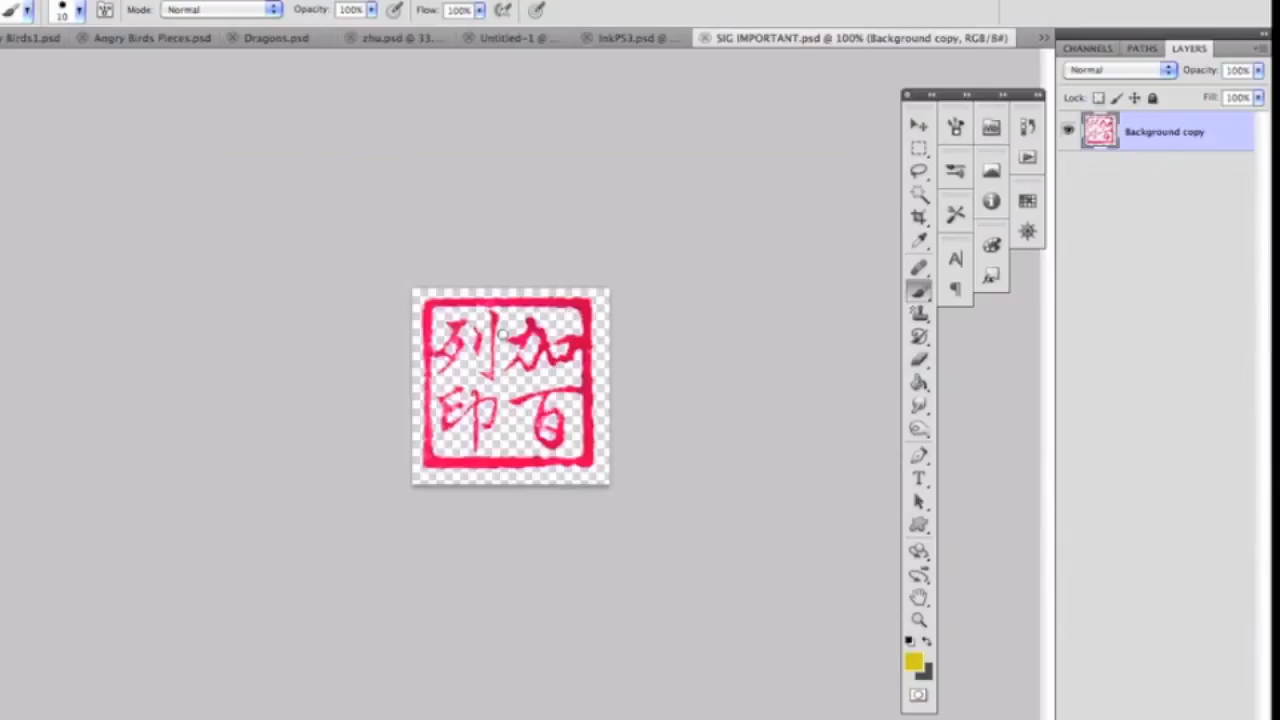 10 Mode: Normal Opacity: 100% Flow: 100%
Birds1.psd Angry Birds Pieces.psd Dragons.psd zhu.psd @ 33.... Untitled-1 @ ... InkPS3.psd @ ... SIG IMPORTANT.psd @ 100% (Background copy, RGB/8#)
CHANNELS PATHS LAYERS
Normal Opacity: 100%
Lock: Fill: 100%
Background copy
加百
列印